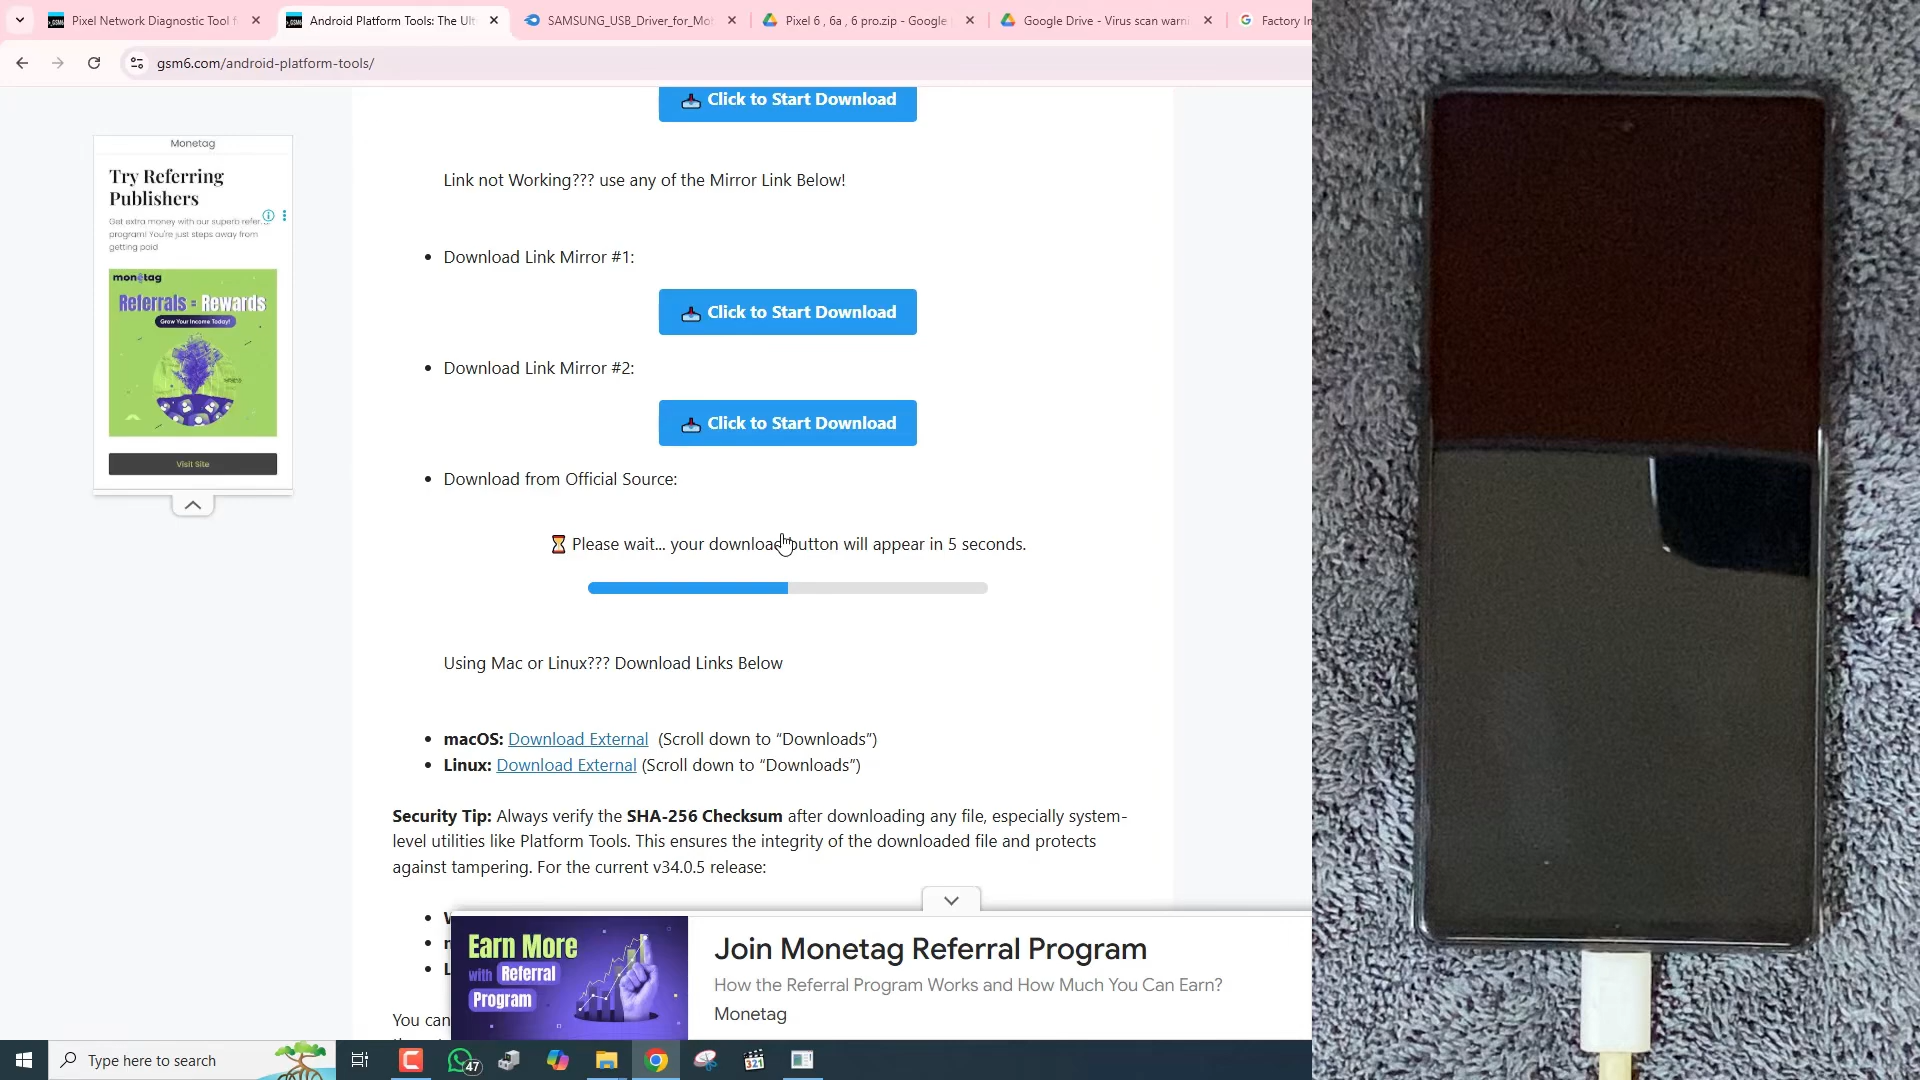 Pixel Network Diagnostic Tool f
Android Platform Tools: The Ult
SAMSUNG_USB_Driver_for_Mo
Pixel 6 , 6a , 6 pro.zip - Google
Google Drive - Virus scan warn
Factory Im
gsm6.com/android-platform-tools/
Click to Start Download
Link not Working??? use any of the Mirror Link Below!
Download Link Mirror #1:
Click to Start Download
Download Link Mirror #2:
Click to Start Download
Download from Official Source:
Please wait... your download button will appear in 5 seconds.
Using Mac or Linux??? Download Links Below
macOS: Download External (Scroll down to “Downloads”)
Linux: Download External (Scroll down to “Downloads”)
Security Tip: Always verify the SHA-256 Checksum after downloading any file, especially system-
level utilities like Platform Tools. This ensures the integrity of the downloaded file and protects
against tampering. For the current v34.0.5 release:
You can
Monetag
Try Referring
Publishers
Get extra money with our superb refer...
program! You're just steps away from
getting paid
monetag
Referrals = Rewards
Grow Your Income Today!
Visit Site
Earn More
with Referral
Program
Join Monetag Referral Program
How the Referral Program Works and How Much You Can Earn?
Monetag
Type here to search
47
321